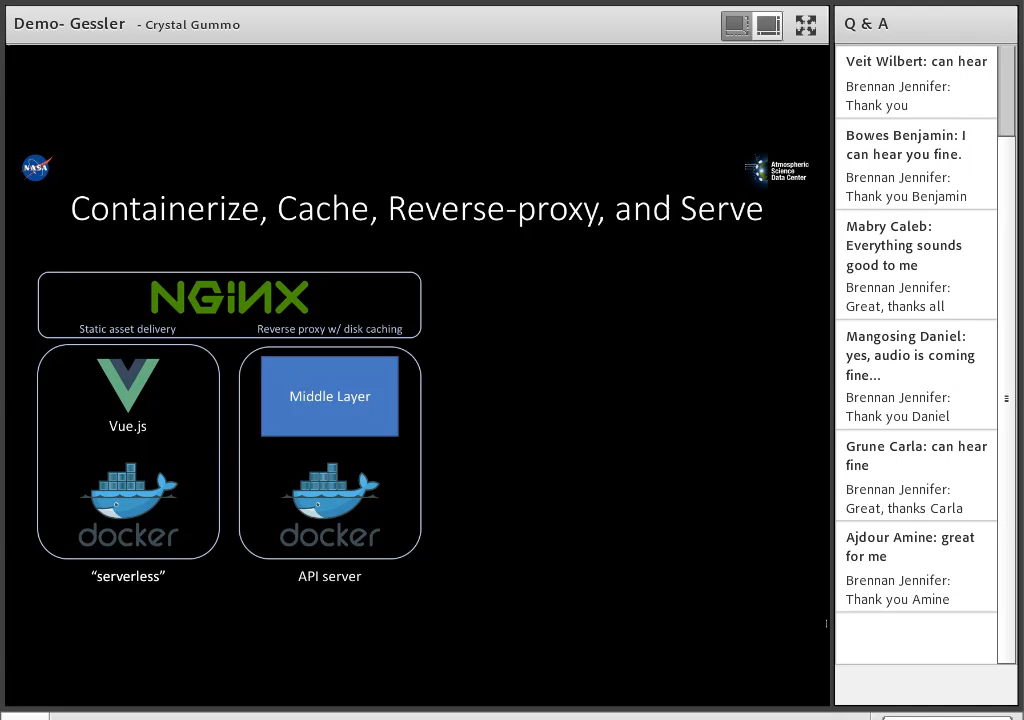 Demo- Gessler - Crystal Gummo
NASA
Atmospheric
Science
Data Center
Containerize, Cache, Reverse-proxy, and Serve
NGINX
Static asset delivery
Reverse proxy w/ disk caching
Vue.js
docker
“serverless”
Middle Layer
docker
API server
Q & A
Veit Wilbert: can hear
Brennan Jennifer:
Thank you
Bowes Benjamin: I
can hear you fine.
Brennan Jennifer:
Thank you Benjamin
Mabry Caleb:
Everything sounds
good to me
Brennan Jennifer:
Great, thanks all
Mangosing Daniel:
yes, audio is coming
fine...
Brennan Jennifer:
Thank you Daniel
Grune Carla: can hear
fine
Brennan Jennifer:
Great, thanks Carla
Ajdour Amine: great
for me
Brennan Jennifer:
Thank you Amine